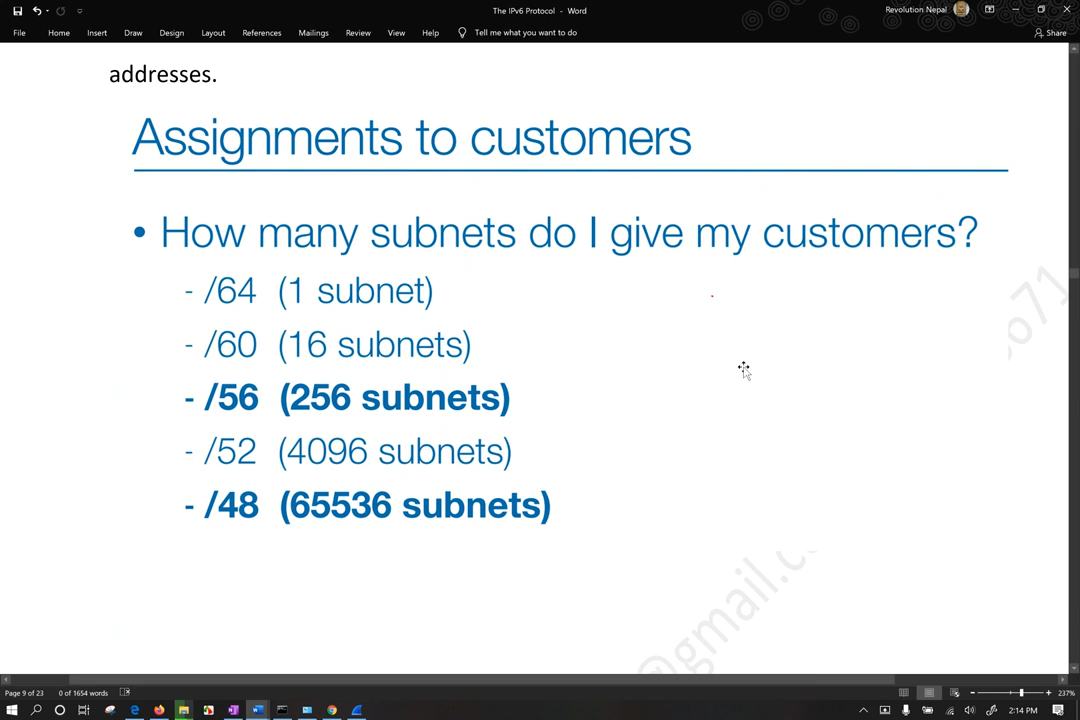 The IPv6 Protocol - Word
Revolution Nepal
File Home Insert Draw Design Layout References Mailings Review View Help Tell me what you want to do Share
addresses.
Assignments to customers
• How many subnets do I give my customers?
- /64 (1 subnet)
- /60 (16 subnets)
- /56 (256 subnets)
- /52 (4096 subnets)
- /48 (65536 subnets)
o71
@gmail.co
Page 9 of 23 0 of 1654 words 237%
2:14 PM